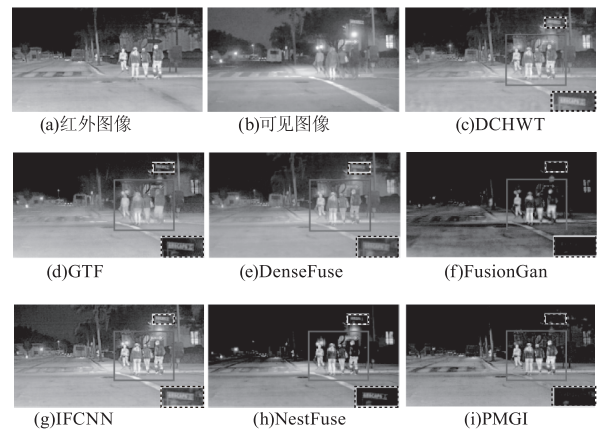 (a)红外图像
(b)可见图像
(c)DCHWT
(d)GTF
(e)DenseFuse
(f)FusionGan
(g)IFCNN
(h)NestFuse
(i)PMGI